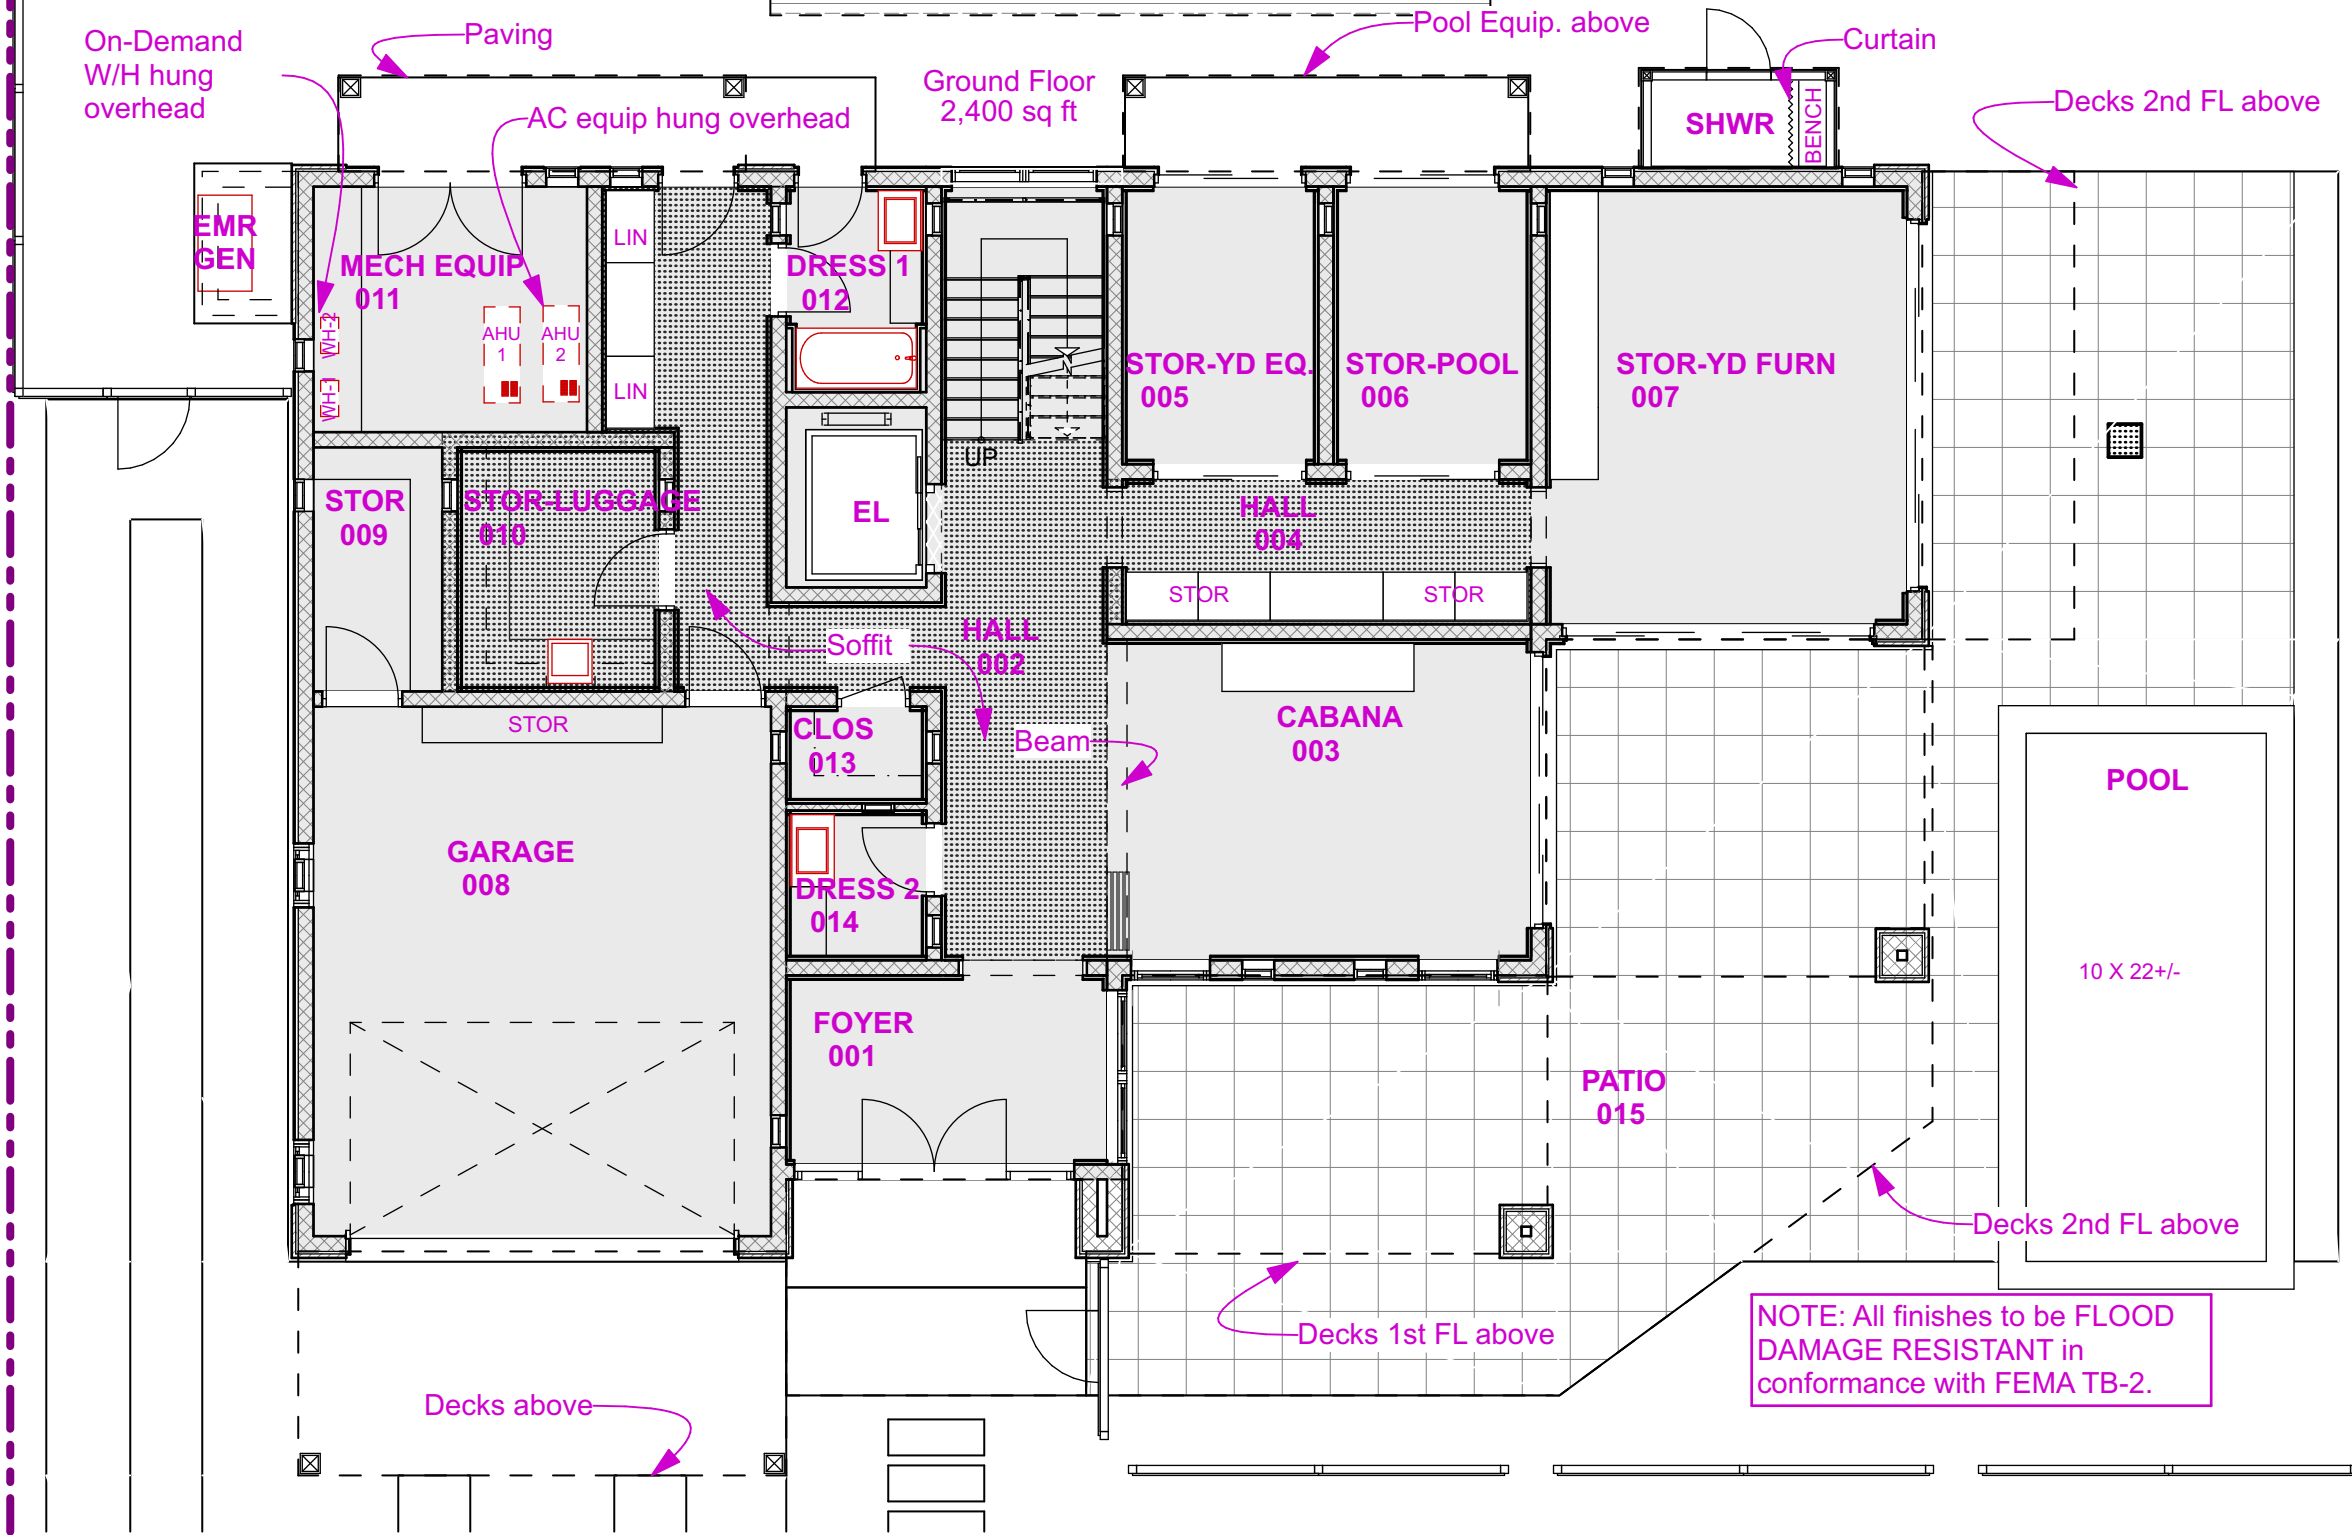 On-Demand
W/H hung
overhead
Paving
AC equip hung overhead
Ground Floor
2,400 sq ft
Pool Equip. above
Curtain
Decks 2nd FL above
SHWR
BENCH
EMR
GEN
MECH EQUIP
011
WH-2
WH-1
AHU
1
AHU
2
LIN
LIN
DRESS 1
012
UP
STOR-YD EQ.
005
STOR-POOL
006
STOR-YD FURN
007
STOR
009
STOR-LUGGAGE
010
EL
HALL
004
STOR
STOR
Soffit
HALL
002
STOR
CLOS
013
Beam
CABANA
003
POOL
10 X 22+/-
GARAGE
008
DRESS 2
014
FOYER
001
PATIO
015
Decks 2nd FL above
Decks 1st FL above
NOTE: All finishes to be FLOOD
DAMAGE RESISTANT in
conformance with FEMA TB-2.
Decks above